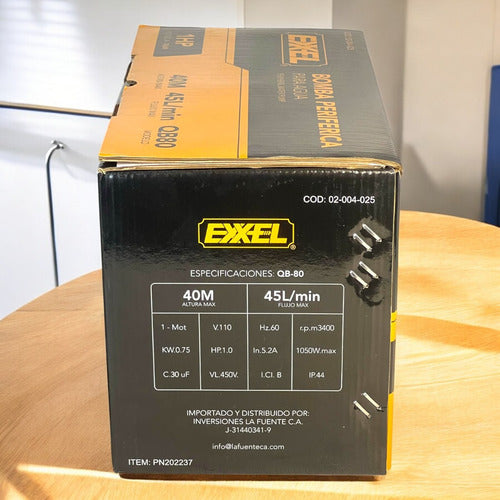 EXXEL
BOMBA PERIFERICA
PARA AGUA
1HP
40M 45L/min QB80
COD: 02-004-025
EXXEL
ESPECIFICACIONES: QB-80
40M 45L/min
ALTURA MAX FLUJO MAX
1 - Mot V.110 Hz.60 r.p.m3400
KW.0.75 HP.1.0 In.5.2A 1050W.max
C.30 uF VL.450V. I.Cl. B IP.44
IMPORTADO Y DISTRIBUIDO POR:
INVERSIONES LA FUENTE C.A.
J-31440341-9
info@lafuenteca.com
ITEM: PN202237